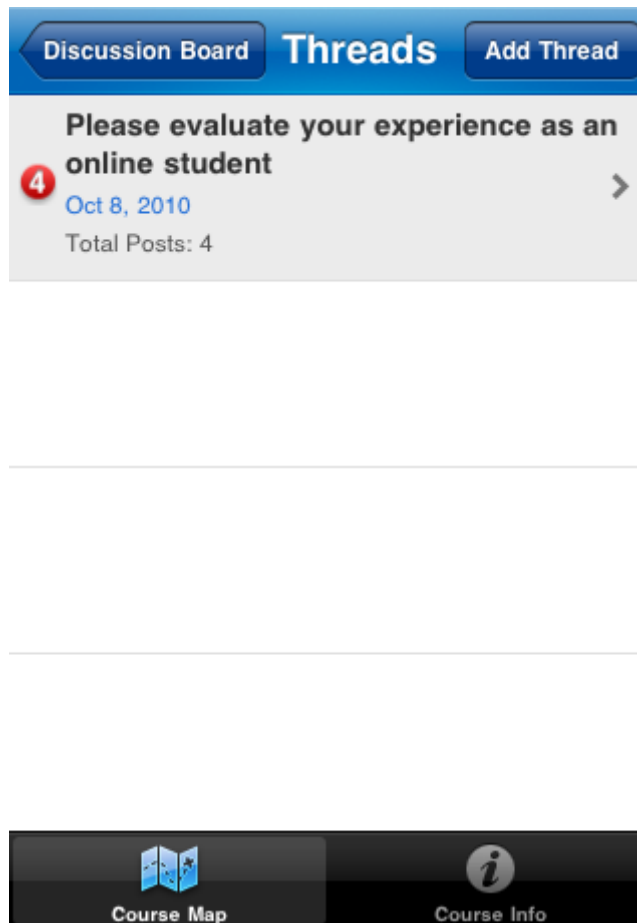 Discussion Board Threads Add Thread
Please evaluate your experience as an
online student
4
Oct 8, 2010
Total Posts: 4
Course Map Course Info